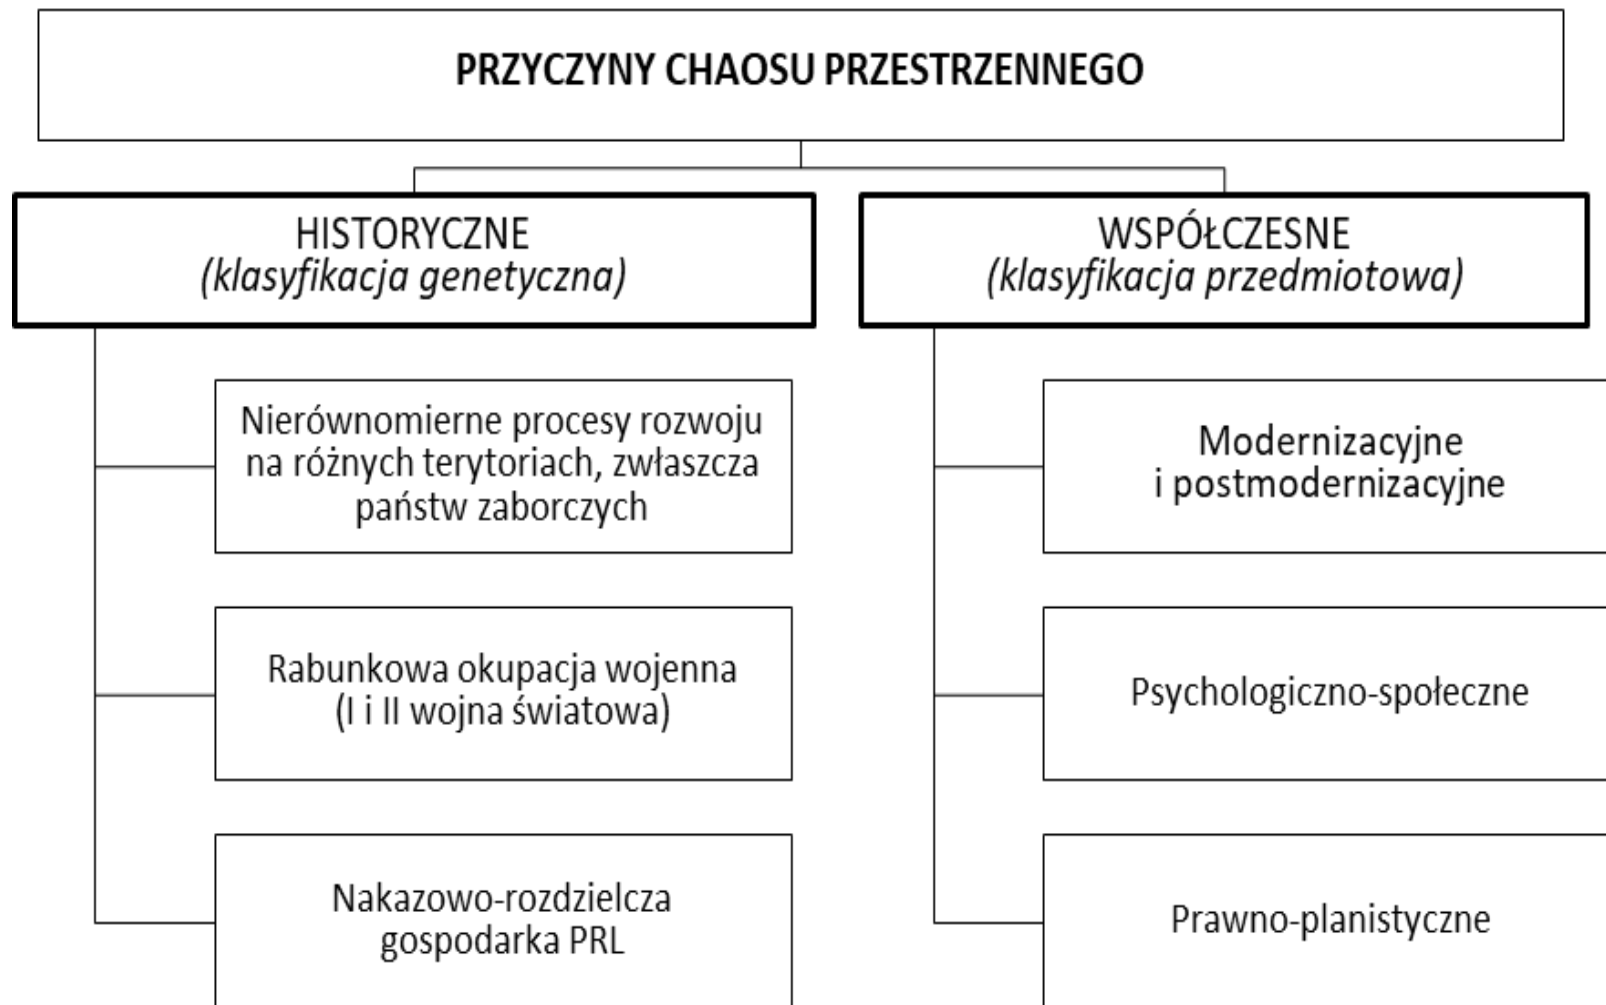 PRZYCZYNY CHAOSU PRZESTRZENNEGO
HISTORYCZNE
(klasyfikacja genetyczna)
Nierównomierne procesy rozwoju
na różnych terytoriach, zwłaszcza
państw zaborczych
Rabunkowa okupacja wojenna
(I i II wojna światowa)
Nakazowo-rozdzielcza
gospodarka PRL
WSPÓŁCZESNE
(klasyfikacja przedmiotowa)
Modernizacyjne
i postmodernizacyjne
Psychologiczno-społeczne
Prawno-planistyczne